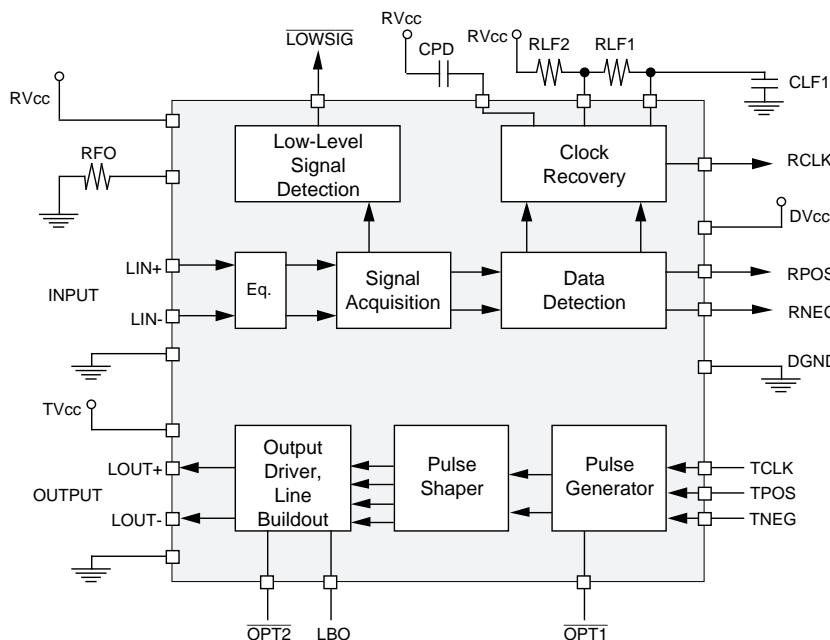 LOWSIG
RVcc
CPD
RVcc
RLF2
RLF1
CLF1
RVcc
RFO
Low-Level
Signal
Detection
Clock
Recovery
RCLK
DVcc
LIN+
INPUT
LIN-
Eq.
Signal
Acquisition
Data
Detection
RPOS
RNEG
DGND
TVcc
LOUT+
OUTPUT
LOUT-
Output
Driver,
Line
Buildout
Pulse
Shaper
Pulse
Generator
TCLK
TPOS
TNEG
OPT2
LBO
OPT1